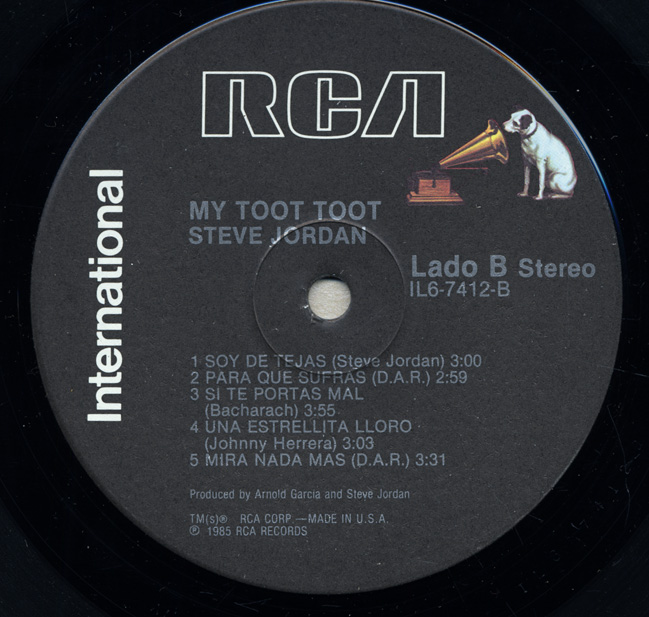 RCA
International
MY TOOT TOOT
STEVE JORDAN
Lado B Stereo
IL6-7412-B
1 SOY DE TEJAS (Steve Jordan) 3:00
2 PARA QUE SUFRAS (D.A.R.) 2:59
3 SI TE PORTAS MAL
(Bacharach) 3:55
4 UNA ESTRELLITA LLORO
(Johnny Herrera) 3:03
5 MIRA NADA MAS (D.A.R.) 3:31
Produced by Arnold Garcia and Steve Jordan
TM(s)® RCA CORP.—MADE IN U.S.A.
℗ 1985 RCA RECORDS